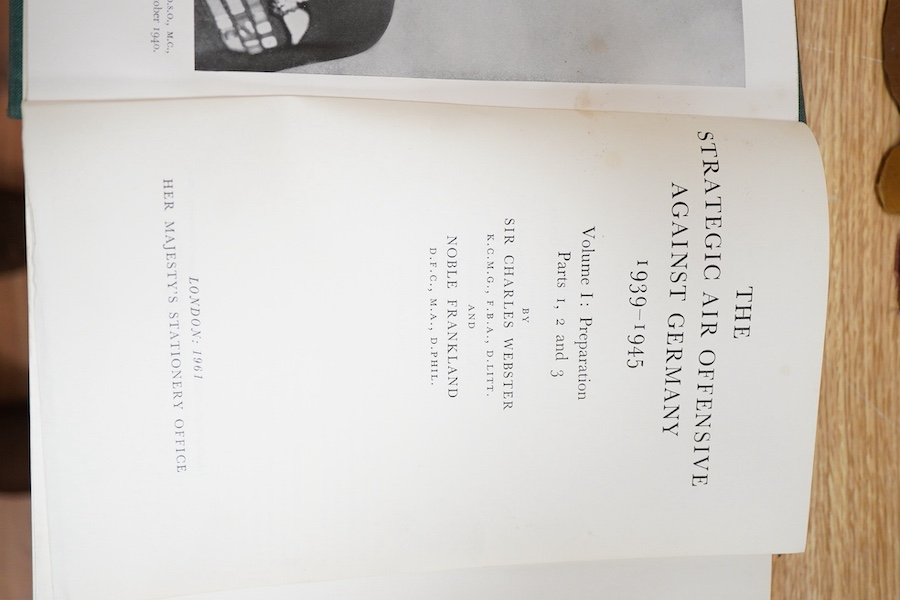 D.S.O., M.C.,
ober 1940.
THE
STRATEGIC AIR OFFENSIVE
AGAINST GERMANY
1939–1945
Volume I: Preparation
Parts 1, 2 and 3
BY
SIR CHARLES WEBSTER
K.C.M.G., F.B.A., D.LITT.
AND
NOBLE FRANKLAND
D.F.C., M.A., D.PHIL.
LONDON: 1961
HER MAJESTY'S STATIONERY OFFICE